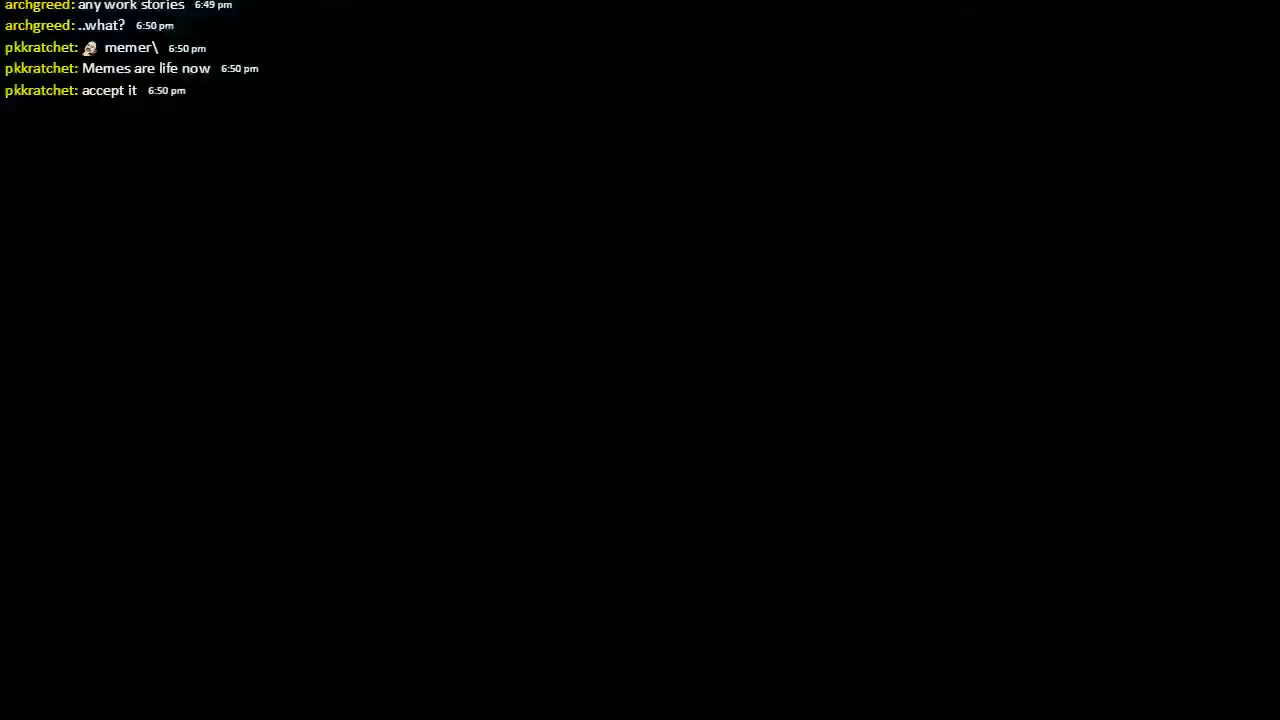 archgreed: any work stories 6:49 pm
archgreed: ..what? 6:50 pm
pkkratchet: memer\ 6:50 pm
pkkratchet: Memes are life now 6:50 pm
pkkratchet: accept it 6:50 pm